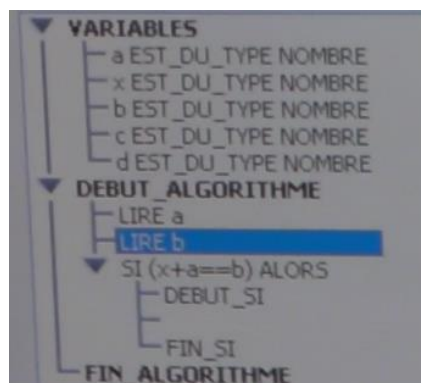 VARIABLES
a EST_DU_TYPE NOMBRE
x EST_DU_TYPE NOMBRE
b EST_DU_TYPE NOMBRE
c EST_DU_TYPE NOMBRE
d EST_DU_TYPE NOMBRE
DEBUT_ALGORITHME
LIRE a
LIRE b
SI (x+a==b) ALORS
DEBUT_SI
FIN_SI
FIN_ALGORITHME